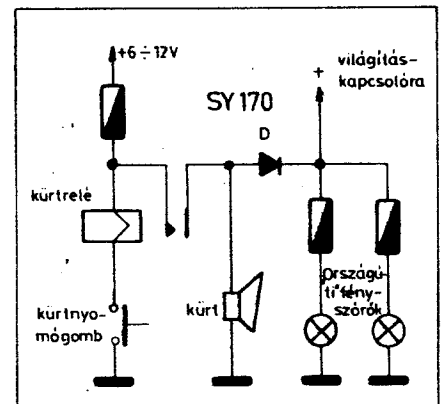 +6÷12V
SY 170
D
+
világítás-
kapcsolóra
kürtrelé
kürtnyo-
mógomb
kürt
Országú-
ti fény-
szórók